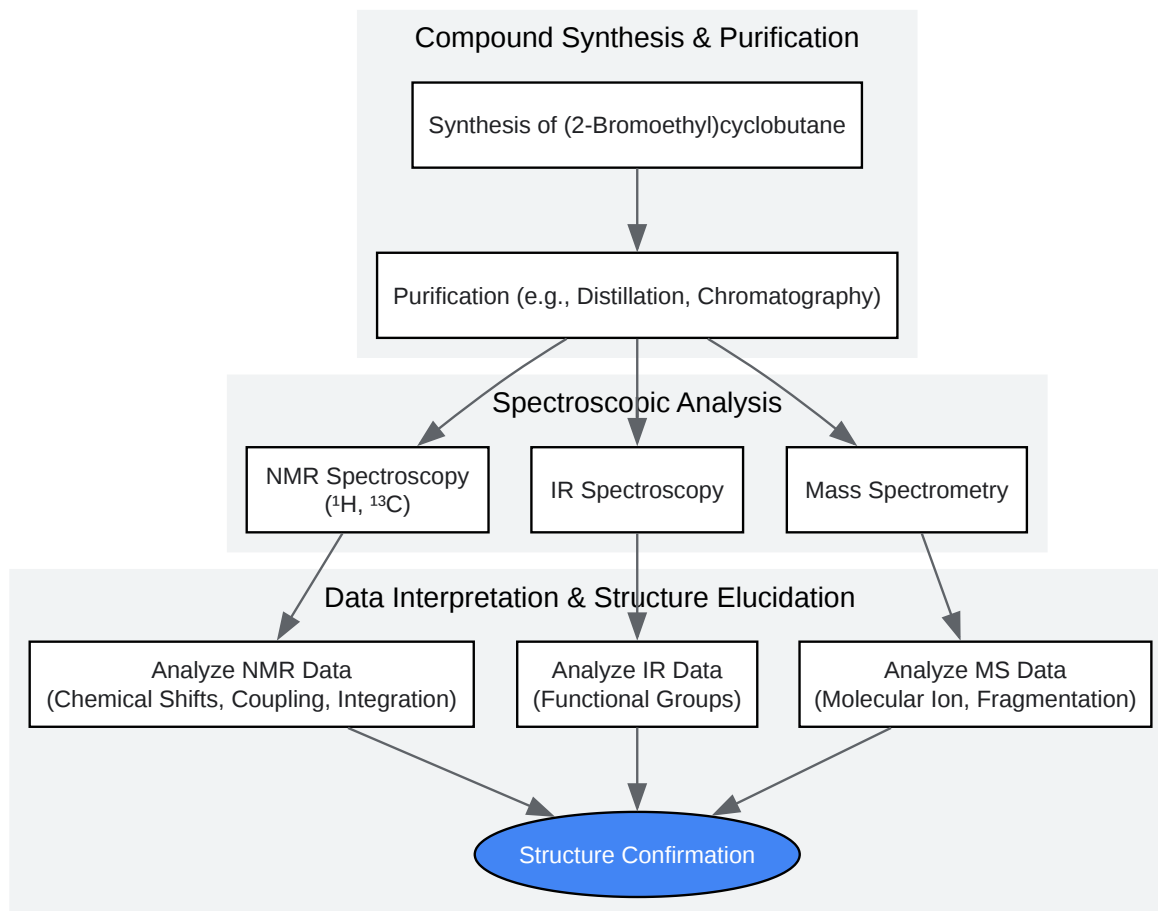 Compound Synthesis & Purification
Synthesis of (2-Bromoethyl)cyclobutane
Purification (e.g., Distillation, Chromatography)
Spectroscopic Analysis
NMR Spectroscopy
(¹H, ¹³C)
IR Spectroscopy
Mass Spectrometry
Data Interpretation & Structure Elucidation
Analyze NMR Data
(Chemical Shifts, Coupling, Integration)
Analyze IR Data
(Functional Groups)
Analyze MS Data
(Molecular Ion, Fragmentation)
Structure Confirmation